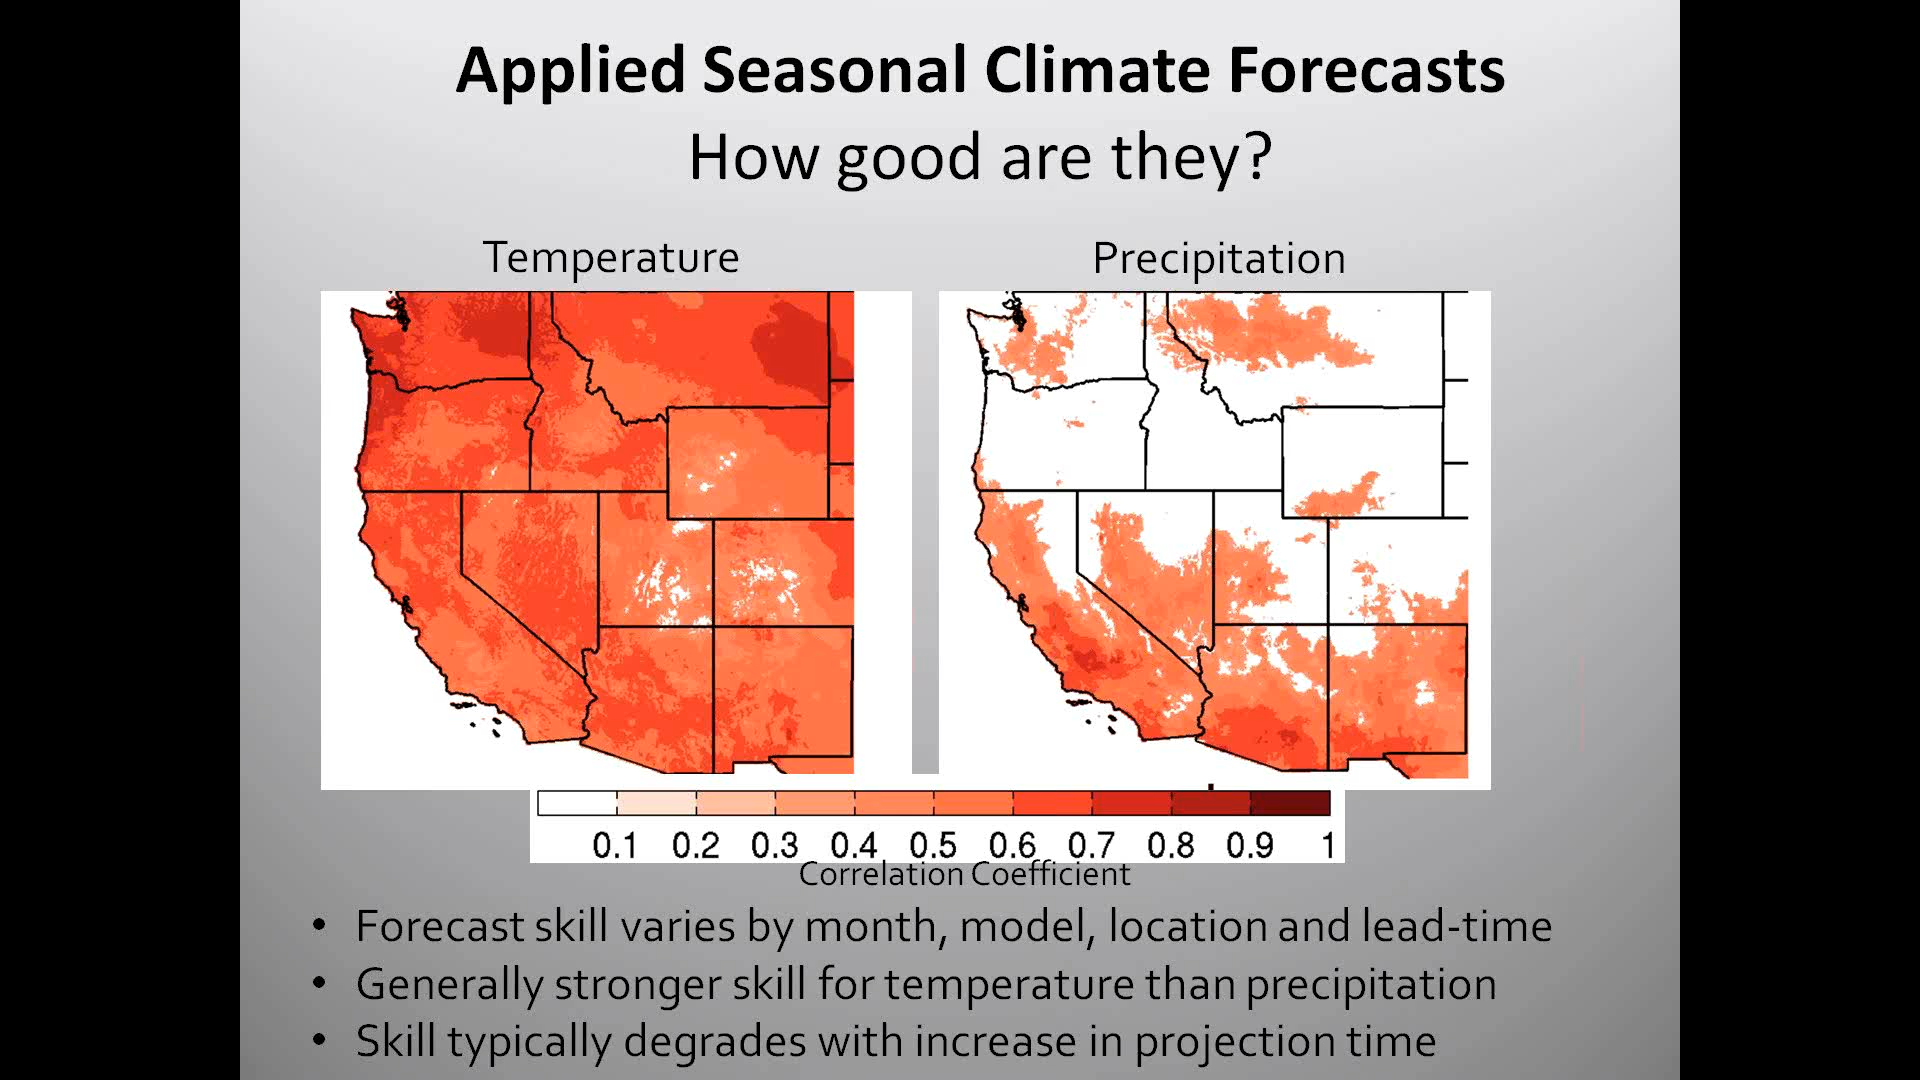 Applied Seasonal Climate Forecasts
How good are they?
Temperature
Precipitation
0.1 0.2 0.3 0.4 0.5 0.6 0.7 0.8 0.9 1
Correlation Coefficient
• Forecast skill varies by month, model, location and lead-time
• Generally stronger skill for temperature than precipitation
• Skill typically degrades with increase in projection time